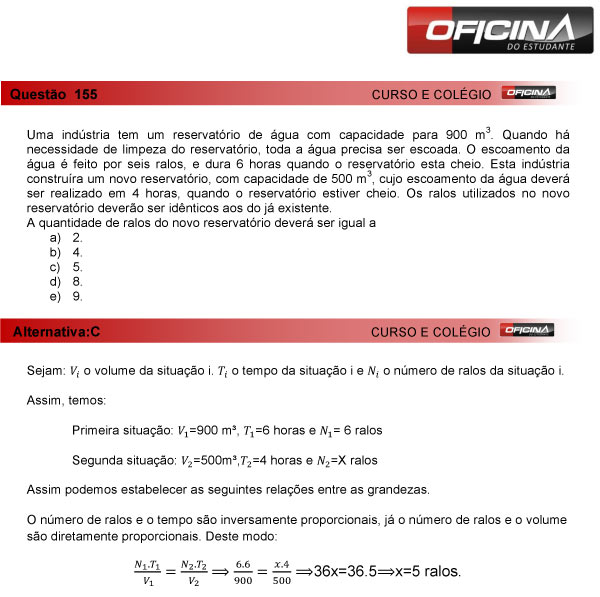 OFICINA
DO ESTUDANTE
Questão 155 CURSO E COLÉGIO OFICINA
Uma indústria tem um reservatório de água com capacidade para 900 m³. Quando há
necessidade de limpeza do reservatório, toda a água precisa ser escoada. O escoamento da
água é feito por seis ralos, e dura 6 horas quando o reservatório esta cheio. Esta indústria
construíra um novo reservatório, com capacidade de 500 m³, cujo escoamento da água deverá
ser realizado em 4 horas, quando o reservatório estiver cheio. Os ralos utilizados no novo
reservatório deverão ser idênticos aos do já existente.
A quantidade de ralos do novo reservatório deverá ser igual a
a) 2.
b) 4.
c) 5.
d) 8.
e) 9.
Alternativa:C CURSO E COLÉGIO OFICINA
Sejam: V_i o volume da situação i. T_i o tempo da situação i e N_i o número de ralos da situação i.
Assim, temos:
Primeira situação: V₁=900 m³, T₁=6 horas e N₁= 6 ralos
Segunda situação: V₂=500m³,T₂=4 horas e N₂=X ralos
Assim podemos estabelecer as seguintes relações entre as grandezas.
O número de ralos e o tempo são inversamente proporcionais, já o número de ralos e o volume
são diretamente proporcionais. Deste modo:
N₁.T₁/V₁ = N₂.T₂/V₂ ⟹ 6.6/900 = x.4/500 ⟹36x=36.5⟹x=5 ralos.